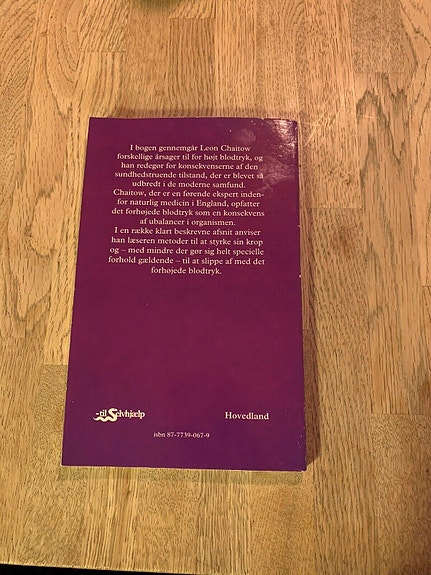 I bogen gennemgår Leon Chaitow
forskellige årsager til for højt blodtryk, og
han redegør for konsekvenserne af den
sundhedstruende tilstand, der er blevet så
udbredt i de moderne samfund.
Chaitow, der er en førende ekspert inden-
for naturlig medicin i England, opfatter
det forhøjede blodtryk som en konsekvens
af ubalancer i organismen.
I en række klart beskrevne afsnit anviser
han læseren metoder til at styrke sin krop
og – med mindre der gør sig helt specielle
forhold gældende – til at slippe af med det
forhøjede blodtryk.
-til Selvhjælp
Hovedland
isbn 87-7739-067-9